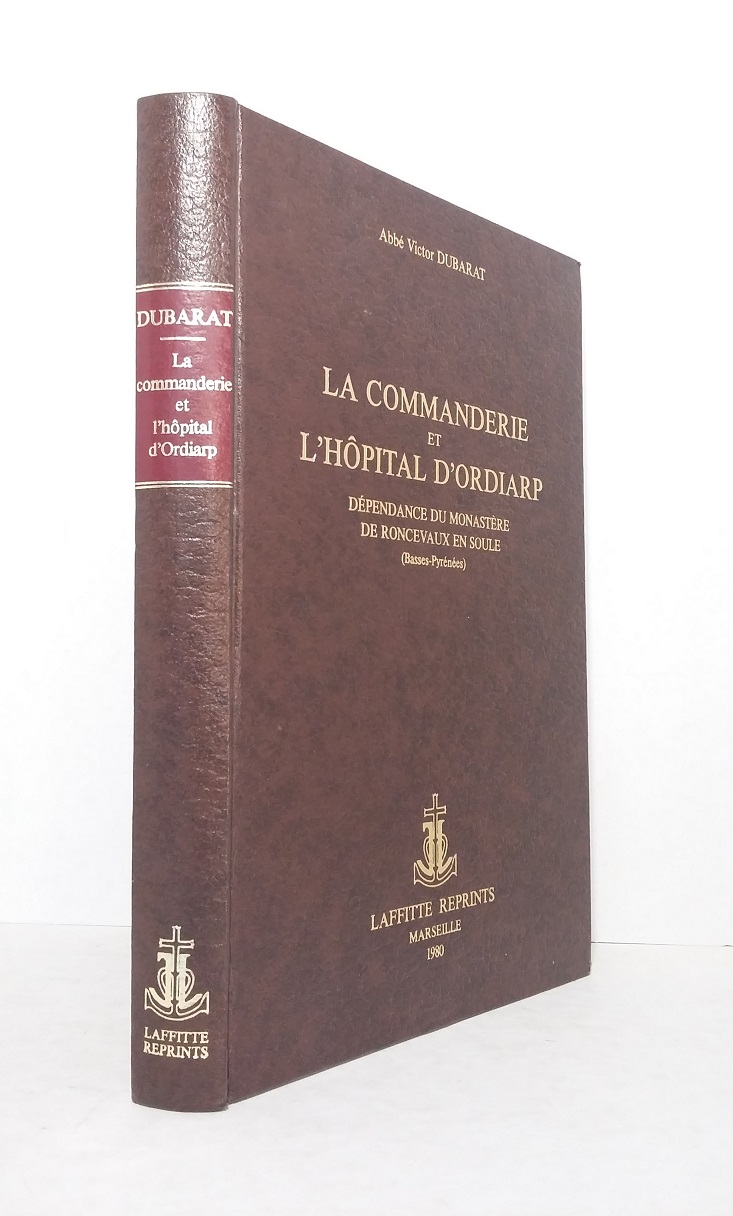 DUBARAT
La
commanderie
et
l'hôpital
d'Ordiarp
LAFFITTE
REPRINTS
Abbé Victor DUBARAT
LA COMMANDERIE
ET
L'HÔPITAL D'ORDIARP
DÉPENDANCE DU MONASTÈRE
DE RONCEVAUX EN SOULE
(Basses-Pyrénées)
LAFFITTE REPRINTS
MARSEILLE
1980